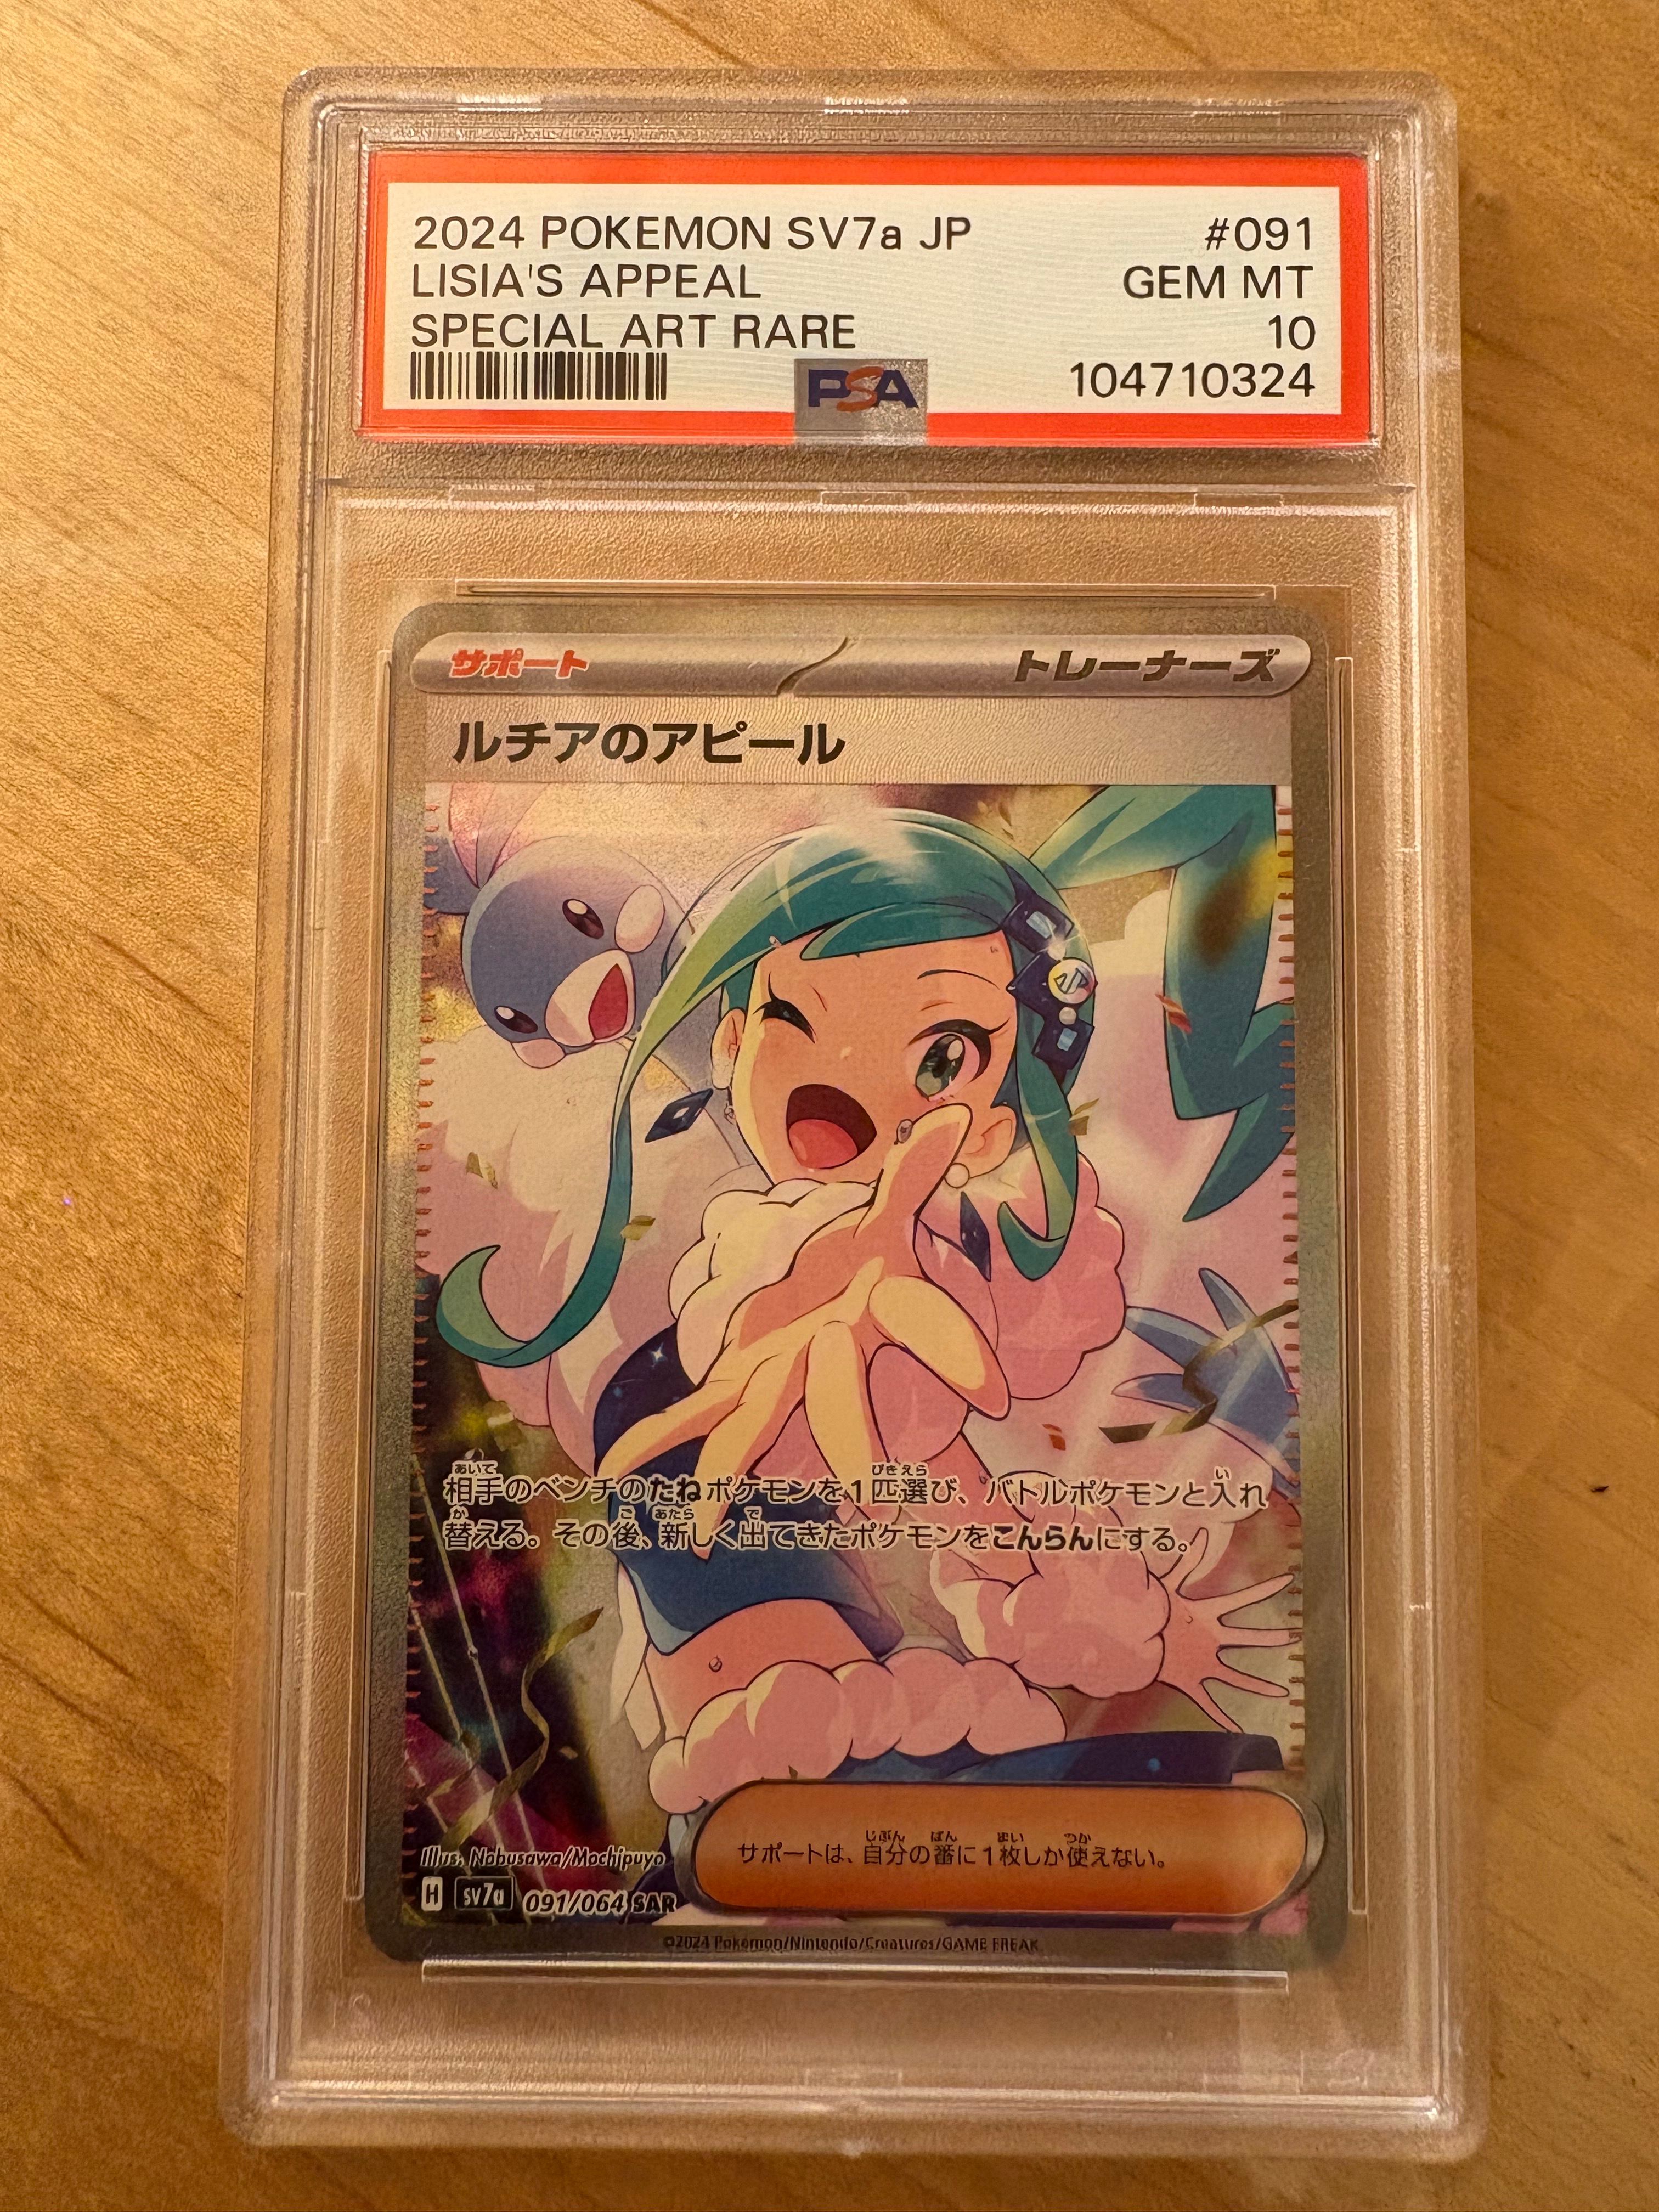 2024 POKEMON SV7a JP #091
LISIA'S APPEAL GEM MT
SPECIAL ART RARE 10
PSA 104710324
サポート トレーナーズ
ルチアのアピール
相手のベンチのたねポケモンを1匹選び、バトルポケモンと入れ
替える。その後、新しく出てきたポケモンをこんらんにする。
サポートは、自分の番に1枚しか使えない。
Illus. Nobusawa/Mochipuyo
H sv7a 091/064 SAR
©2024 Pokémon/Nintendo/Creatures/GAME FREAK